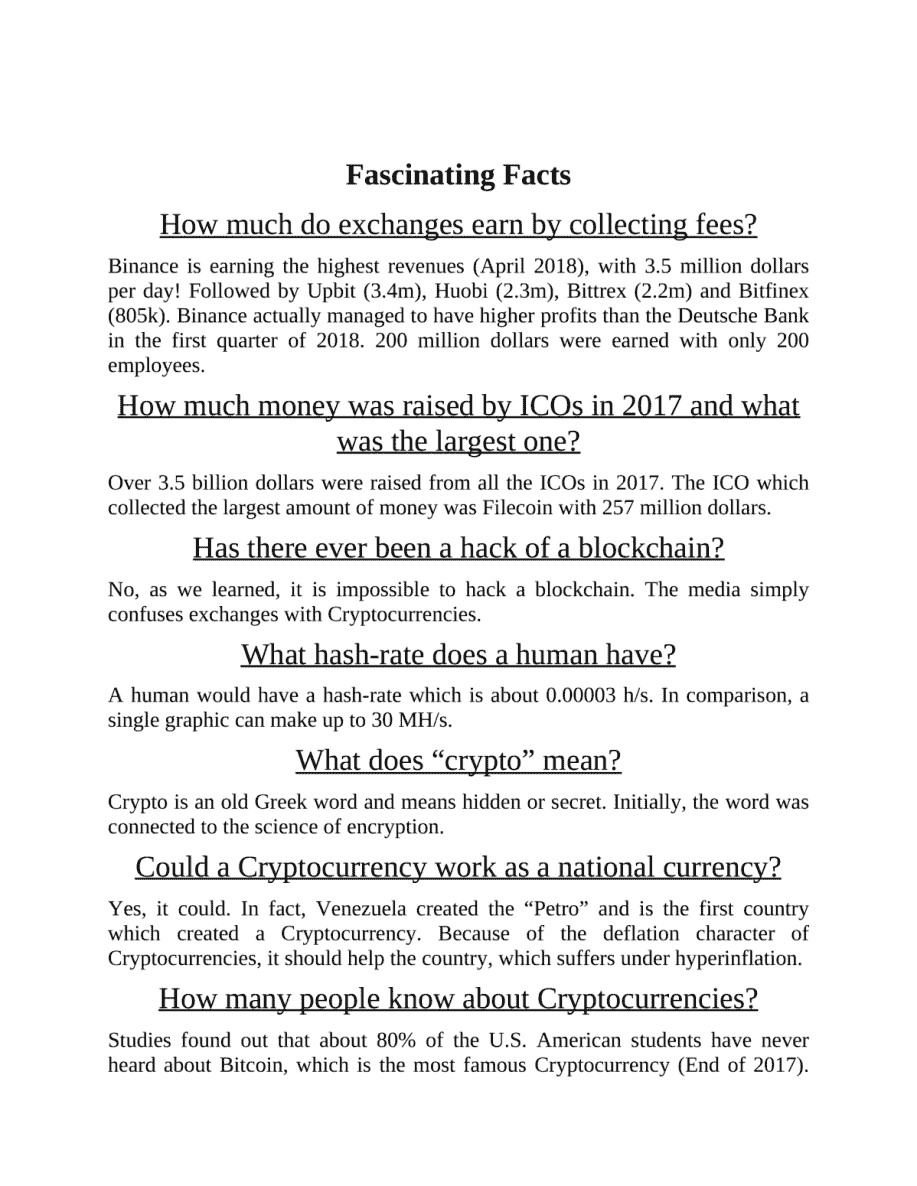 Fascinating Facts
How much do exchanges earn by collecting fees?
Binance is earning the highest revenues (April 2018), with 3.5 million dollars
per day! Followed by Upbit (3.4m), Huobi (2.3m), Bittrex (2.2m) and Bitfinex
(805k). Binance actually managed to have higher profits than the Deutsche Bank
in the first quarter of 2018. 200 million dollars were earned with only 200
employees.
How much money was raised by ICOs in 2017 and what
was the largest one?
Over 3.5 billion dollars were raised from all the ICOs in 2017. The ICO which
collected the largest amount of money was Filecoin with 257 million dollars.
Has there ever been a hack of a blockchain?
No, as we learned, it is impossible to hack a blockchain. The media simply
confuses exchanges with Cryptocurrencies.
What hash-rate does a human have?
A human would have a hash-rate which is about 0.00003 h/s. In comparison, a
single graphic can make up to 30 MH/s.
What does “crypto” mean?
Crypto is an old Greek word and means hidden or secret. Initially, the word was
connected to the science of encryption.
Could a Cryptocurrency work as a national currency?
Yes, it could. In fact, Venezuela created the “Petro” and is the first country
which created a Cryptocurrency. Because of the deflation character of
Cryptocurrencies, it should help the country, which suffers under hyperinflation.
How many people know about Cryptocurrencies?
Studies found out that about 80% of the U.S. American students have never
heard about Bitcoin, which is the most famous Cryptocurrency (End of 2017).